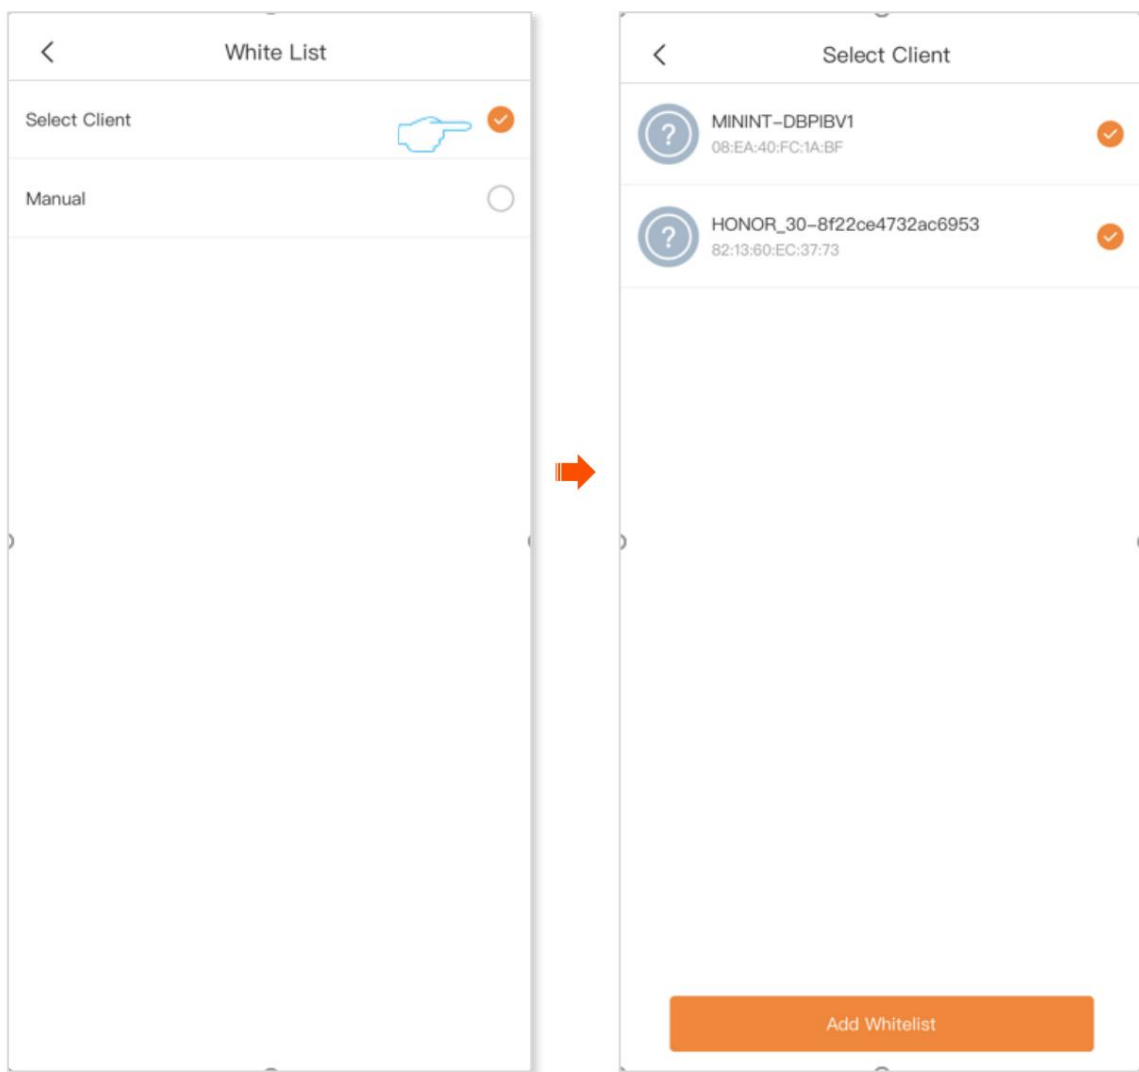 White List
Select Client
Manual
Select Client
MININT-DBPIBV1
08:EA:40:FC:1A:BF
HONOR_30-8f22ce4732ac6953
82:13:60:EC:37:73
Add Whitelist